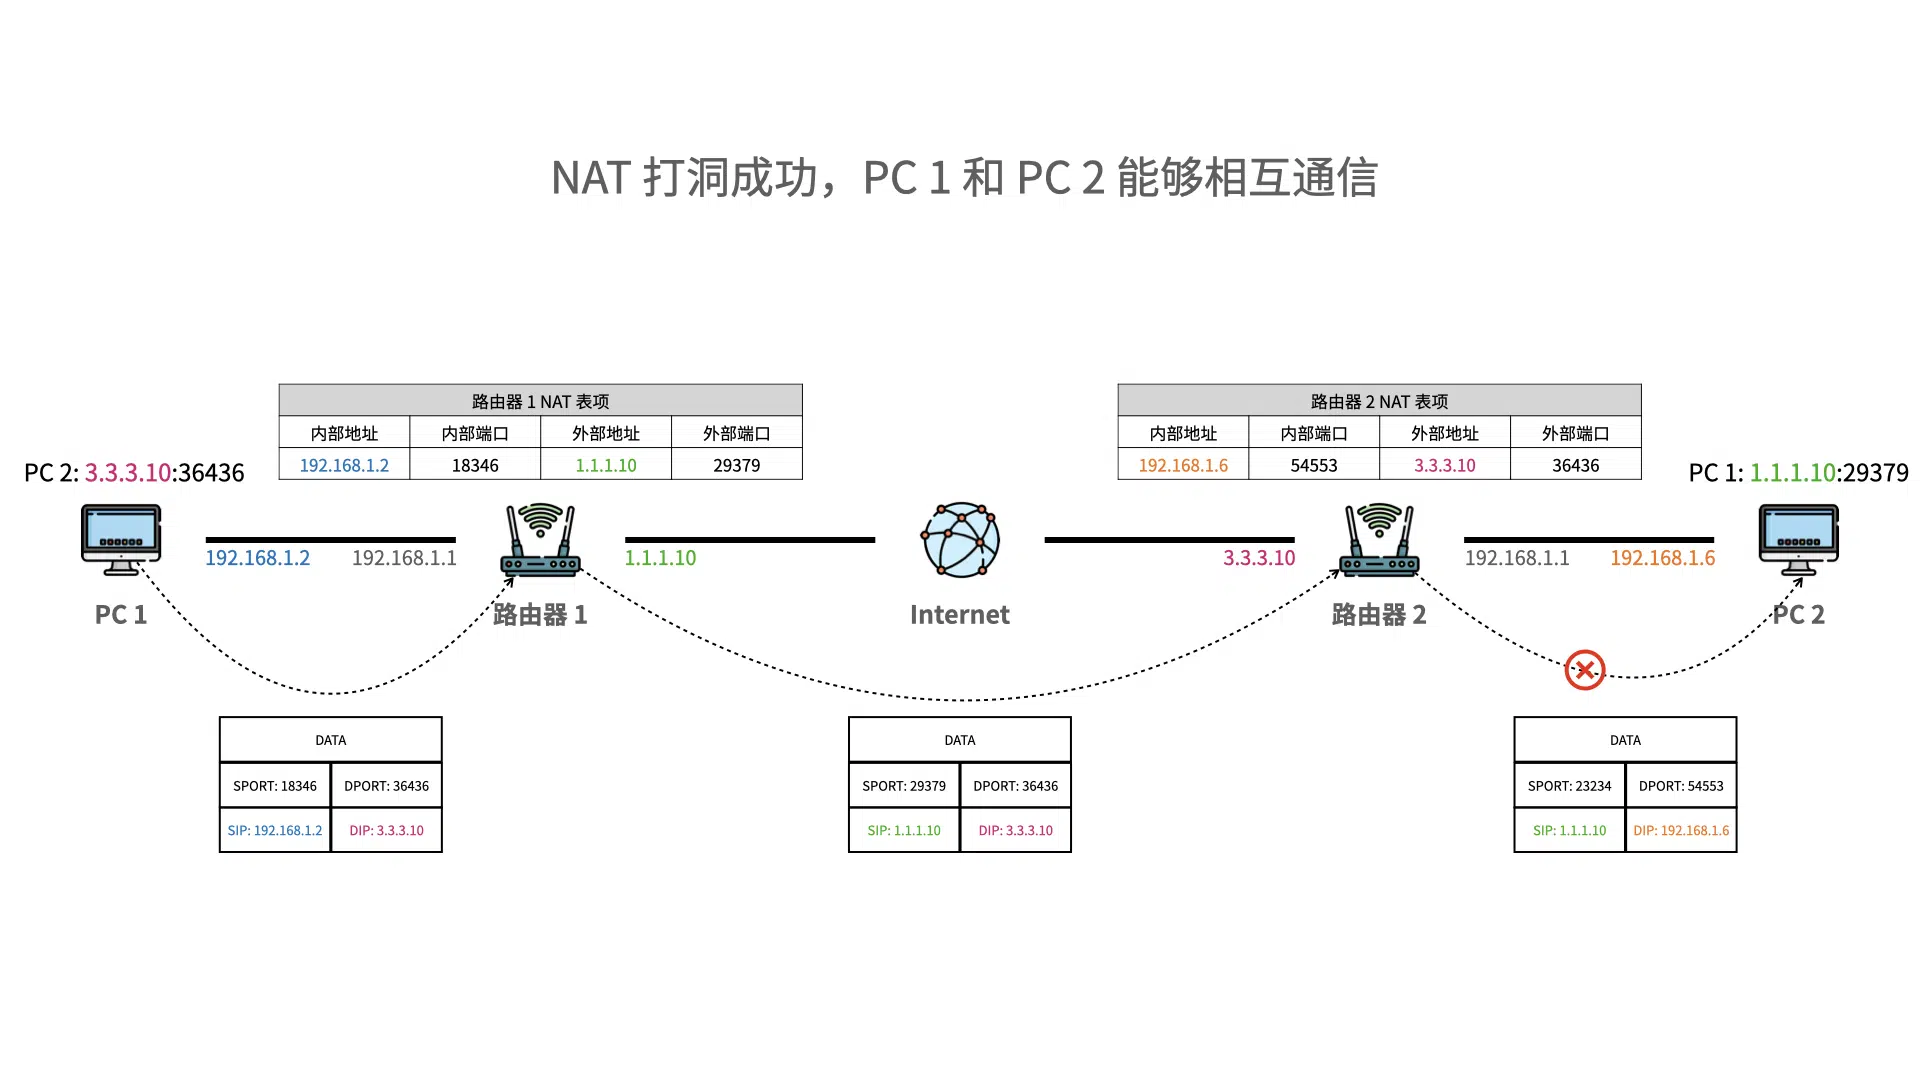 NAT 打洞成功，PC 1 和 PC 2 能够相互通信
路由器 1 NAT 表项
内部地址 内部端口 外部地址 外部端口
192.168.1.2 18346 1.1.1.10 29379
路由器 2 NAT 表项
内部地址 内部端口 外部地址 外部端口
192.168.1.6 54553 3.3.3.10 36436
PC 2: 3.3.3.10:36436
PC 1: 1.1.1.10:29379
192.168.1.2 192.168.1.1 1.1.1.10 3.3.3.10 192.168.1.1 192.168.1.6
PC 1 路由器 1 Internet 路由器 2 PC 2
DATA
SPORT: 18346 DPORT: 36436
SIP: 192.168.1.2 DIP: 3.3.3.10
DATA
SPORT: 29379 DPORT: 36436
SIP: 1.1.1.10 DIP: 3.3.3.10
DATA
SPORT: 23234 DPORT: 54553
SIP: 1.1.1.10 DIP: 192.168.1.6